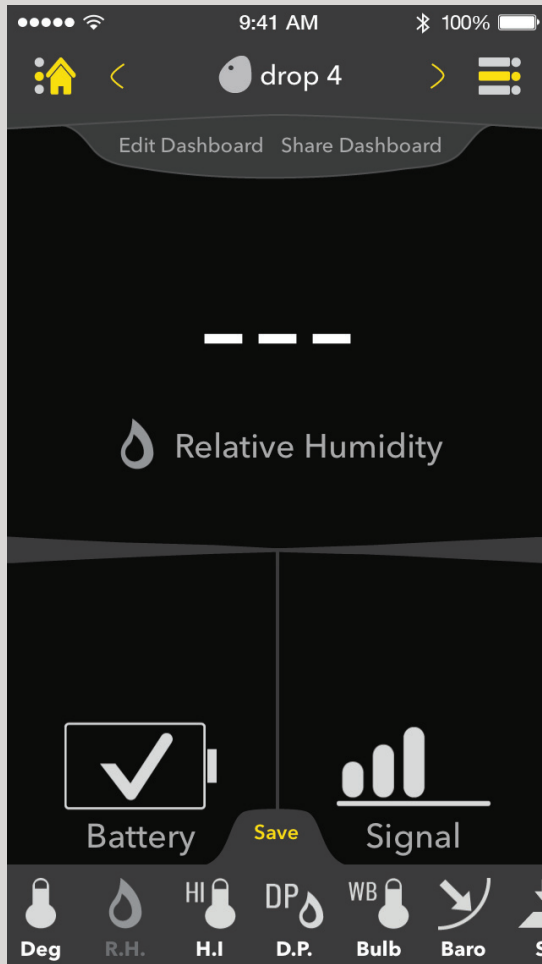 9:41 AM 100%
drop 4
Edit Dashboard Share Dashboard
– – –
Relative Humidity
Battery Save Signal
HI DP WB
Deg R.H. H.I D.P. Bulb Baro S